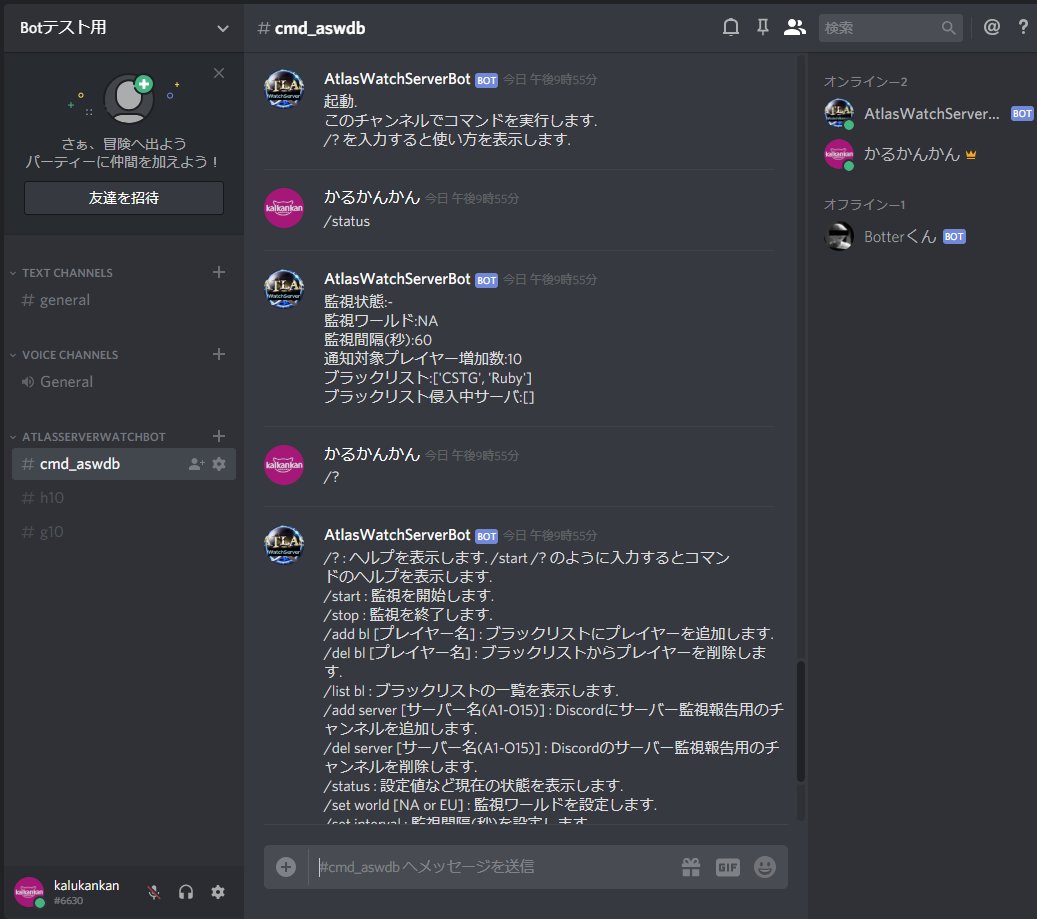 Botテスト用
さぁ、冒険へ出よう
パーティーに仲間を加えよう！
友達を招待
TEXT CHANNELS
# general
VOICE CHANNELS
General
ATLASSERVERWATCHBOT
# cmd_aswdb
# h10
# g10
kalukankan
#6630
# cmd_aswdb
検索
AtlasWatchServerBot BOT 今日 午後9時55分
起動.
このチャンネルでコマンドを実行します.
/? を入力すると使い方を表示します.
かるかんかん 今日 午後9時55分
/status
AtlasWatchServerBot BOT 今日 午後9時55分
監視状態:-
監視ワールド:NA
監視間隔(秒):60
通知対象プレイヤー増加数:10
ブラックリスト:['CSTG', 'Ruby']
ブラックリスト侵入中サーバ:[]
かるかんかん 今日 午後9時55分
/?
AtlasWatchServerBot BOT 今日 午後9時55分
/? : ヘルプを表示します. /start /? のように入力するとコマン
ドのヘルプを表示します.
/start : 監視を開始します.
/stop : 監視を終了します.
/add bl [プレイヤー名] : ブラックリストにプレイヤーを追加します.
/del bl [プレイヤー名] : ブラックリストからプレイヤーを削除しま
す.
/list bl : ブラックリストの一覧を表示します.
/add server [サーバー名(A1-O15)] : Discordにサーバー監視報告用のチ
ャンネルを追加します.
/del server [サーバー名(A1-O15)] : Discordのサーバー監視報告用のチ
ャンネルを削除します.
/status : 設定値など現在の状態を表示します.
/set world [NA or EU] : 監視ワールドを設定します.
/set interval : 監視間隔(秒)を設定します
#cmd_aswdb へメッセージを送信
GIF
オンライン—2
AtlasWatchServer... BOT
かるかんかん
オフライン—1
Botterくん BOT